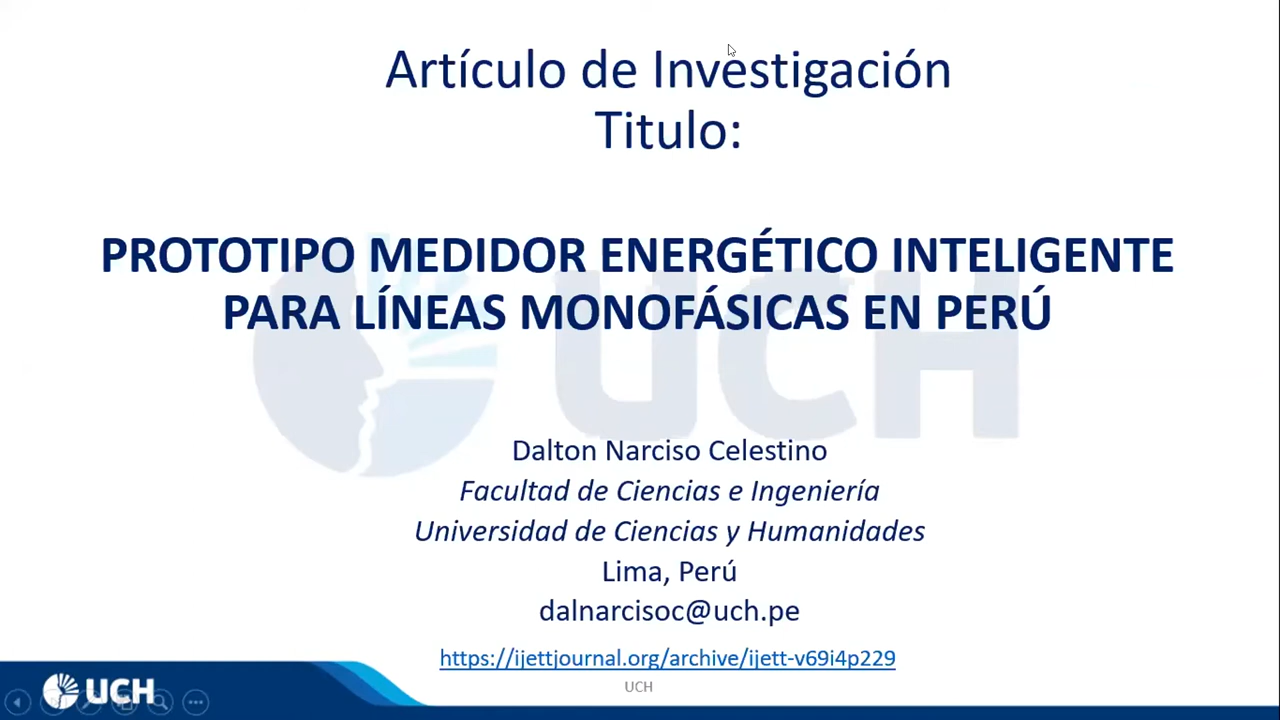 Artículo de Investigación
Titulo:
PROTOTIPO MEDIDOR ENERGÉTICO INTELIGENTE
PARA LÍNEAS MONOFÁSICAS EN PERÚ
UCH
Dalton Narciso Celestino
Facultad de Ciencias e Ingeniería
Universidad de Ciencias y Humanidades
Lima, Perú
dalnarcisoc@uch.pe
https://ijettjournal.org/archive/ijett-v69i4p229
UCH
UCH